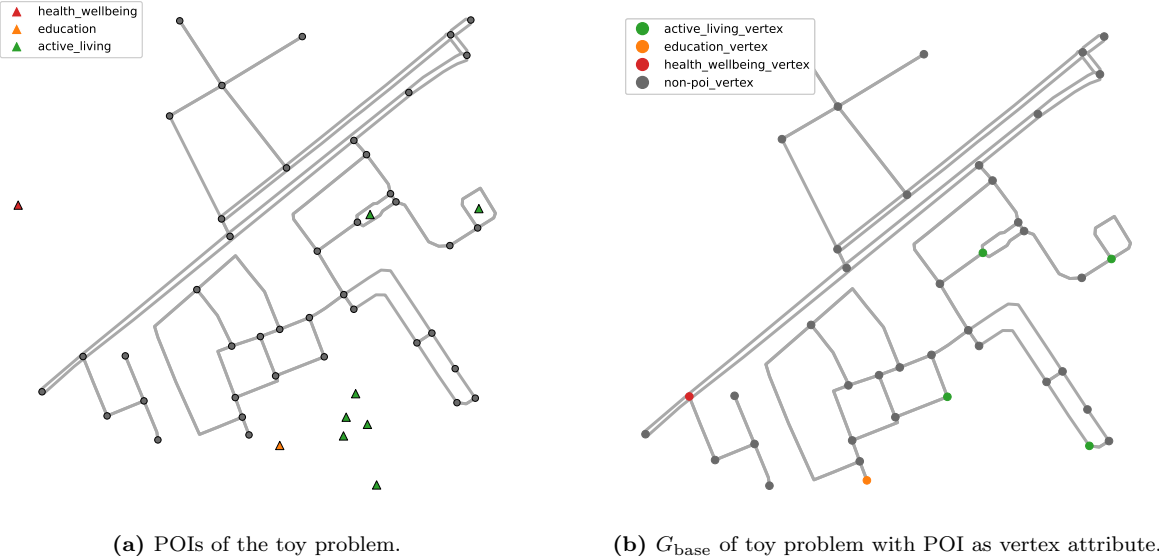 health_wellbeing
education
active_living
active_living_vertex
education_vertex
health_wellbeing_vertex
non-poi_vertex
(a) POIs of the toy problem.
(b) Gbase of toy problem with POI as vertex attribute.